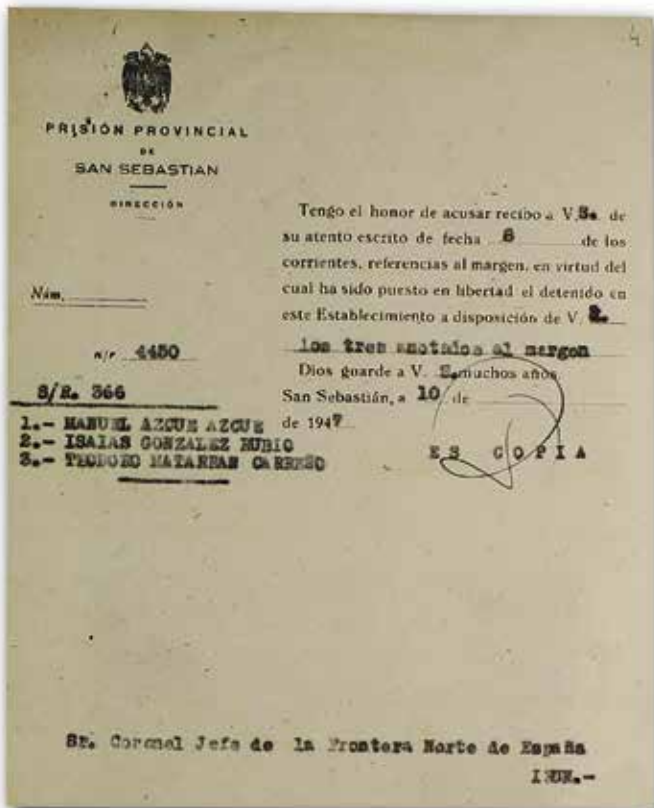 4
PRISIÓN PROVINCIAL
DE
SAN SEBASTIAN
DIRECCIÓN
Tengo el honor de acusar recibo a V.S. de
su atento escrito de fecha 6 de los
corrientes, referencias al margen, en virtud del
cual ha sido puesto en libertad el detenido en
este Establecimiento a disposición de V. S.
los tres anotados al margen
Dios guarde a V. S. muchos años.
San Sebastián, a 10 de
de 1947
ES COPIA
Núm.
N/F 4450
S/R. 366
1.- MANUEL AZCUE AZCUE
2.- ISAIAS GONZALEZ RUBIO
3.- TEODORO MATARRAN CARREÑO
Sr. Coronel Jefe de la Frontera Norte de España
IRUN.-